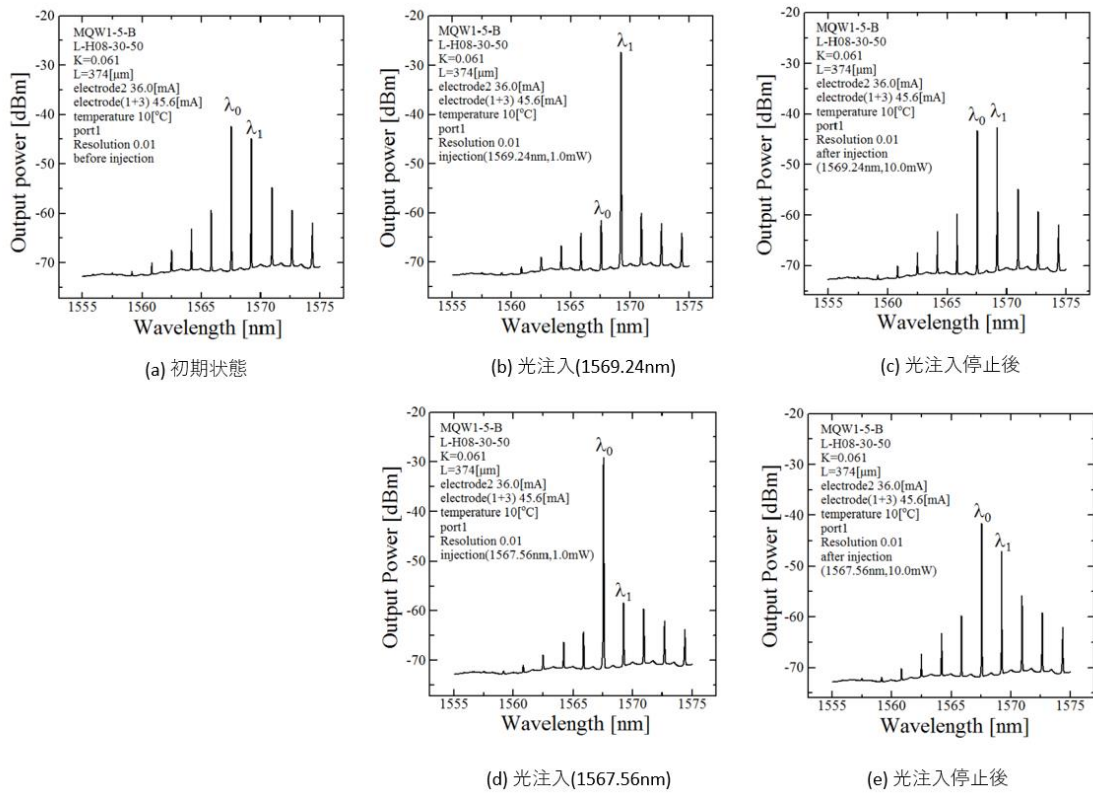 -20
-30
-40
-50
-60
-70
Output power [dBm]
MQW1-5-B
L-H08-30-50
K=0.061
L=374[μm]
electrode2 36.0[mA]
electrode(1+3) 45.6[mA]
temperature 10[°C]
port1
Resolution 0.01
before injection
λ0
λ1
1555 1560 1565 1570 1575
Wavelength [nm]
(a) 初期状態
-20
-30
-40
-50
-60
-70
Output power [dBm]
MQW1-5-B
L-H08-30-50
K=0.061
L=374[μm]
electrode2 36.0[mA]
electrode(1+3) 45.6[mA]
temperature 10[°C]
port1
Resolution 0.01
injection(1569.24nm,1.0mW)
λ1
λ0
1555 1560 1565 1570 1575
Wavelength [nm]
(b) 光注入(1569.24nm)
-20
-30
-40
-50
-60
-70
Output Power [dBm]
MQW1-5-B
L-H08-30-50
K=0.061
L=374[μm]
electrode2 36.0[mA]
electrode(1+3) 45.6[mA]
temperature 10[°C]
port1
Resolution 0.01
after injection
(1569.24nm,10.0mW)
λ0
λ1
1555 1560 1565 1570 1575
Wavelength [nm]
(c) 光注入停止後
-20
-30
-40
-50
-60
-70
Output Power [dBm]
MQW1-5-B
L-H08-30-50
K=0.061
L=374[μm]
electrode2 36.0[mA]
electrode(1+3) 45.6[mA]
temperature 10[°C]
port1
Resolution 0.01
injection(1567.56nm,1.0mW)
λ0
λ1
1555 1560 1565 1570 1575
Wavelength [nm]
(d) 光注入(1567.56nm)
-20
-30
-40
-50
-60
-70
Output Power [dBm]
MQW1-5-B
L-H08-30-50
K=0.061
L=374[μm]
electrode2 36.0[mA]
electrode(1+3) 45.6[mA]
temperature 10[°C]
port1
Resolution 0.01
after injection
(1567.56nm,10.0mW)
λ0
λ1
1555 1560 1565 1570 1575
Wavelength [nm]
(e) 光注入停止後